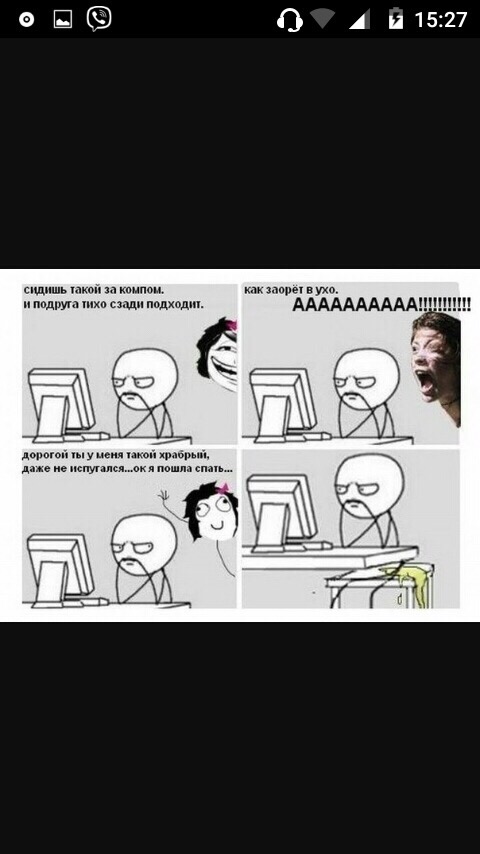 15:27
сидишь такой за компом.
и подруга тихо сзади подходит.
как заорёт в ухо.
АААААААААА!!!!!!!!!!!
дорогой ты у меня такой храбрый,
даже не испугался...ок я пошла спать...